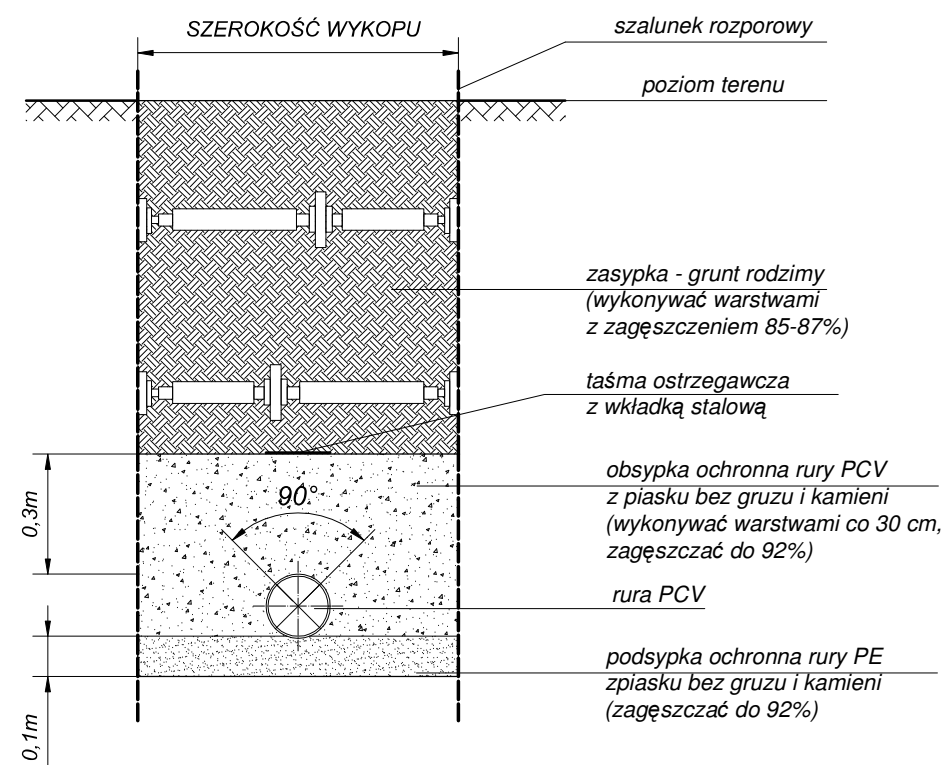 SZEROKOŚĆ WYKOPU
szalunek rozporowy
poziom terenu
zasypka - grunt rodzimy
(wykonywać warstwami
z zagęszczeniem 85-87%)
taśma ostrzegawcza
z wkładką stalową
0,3m
90°
obsypka ochronna rury PCV
z piasku bez gruzu i kamieni
(wykonywać warstwami co 30 cm,
zagęszczać do 92%)
rura PCV
podsypka ochronna rury PE
zpiasku bez gruzu i kamieni
(zagęszczać do 92%)
0,1m